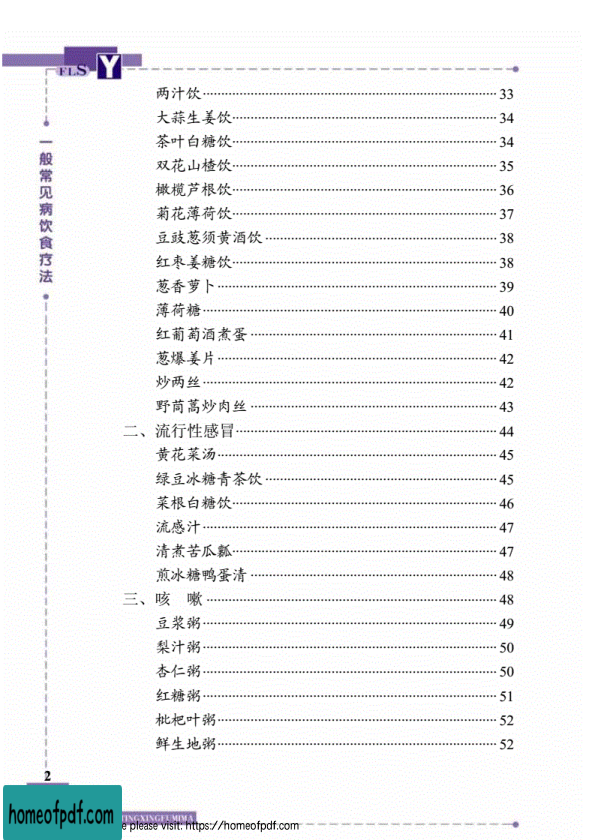 FLS Y
一般常见病饮食疗法
两汁饮 33
大蒜生姜饮 34
茶叶白糖饮 34
双花山楂饮 35
橄榄芦根饮 36
菊花薄荷饮 37
豆豉葱须黄酒饮 38
红枣姜糖饮 38
葱香萝卜 39
薄荷糖 40
红葡萄酒煮蛋 41
葱爆姜片 42
炒两丝 42
野茼蒿炒肉丝 43
二、流行性感冒 44
黄花菜汤 45
绿豆冰糖青茶饮 45
菜根白糖饮 46
流感汁 47
清煮苦瓜瓤 47
煎冰糖鸭蛋清 48
三、咳 嗽 48
豆浆粥 49
梨汁粥 50
杏仁粥 50
红糖粥 51
枇杷叶粥 52
鲜生地粥 52
2
TINGXINGFUMIMA
homeofpdf.com
please visit: https://homeofpdf.com